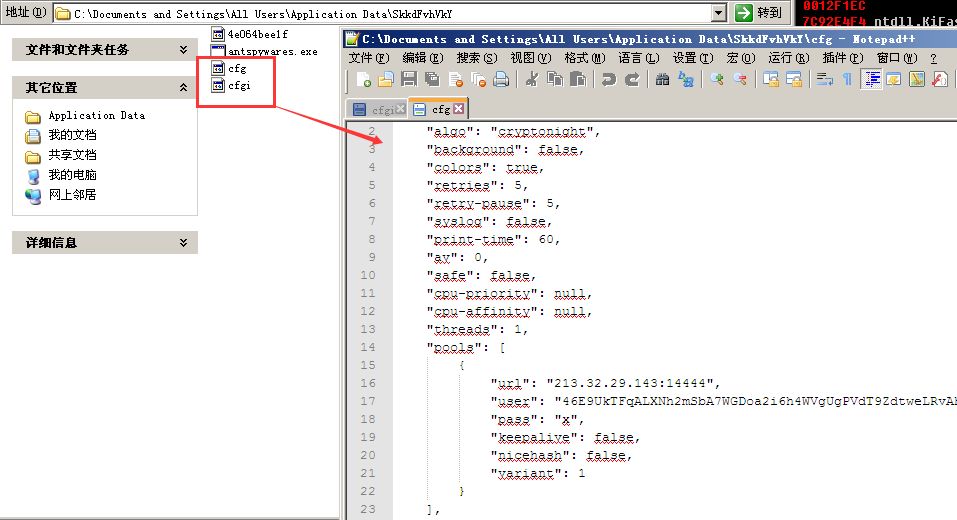 地址(D) C:\Documents and Settings\All Users\Application Data\SkkdFvhVkY 转到
0012F1EC
7C92E4F4 ntdll.KiFas
文件和文件夹任务
其它位置
Application Data
我的文档
共享文档
我的电脑
网上邻居
详细信息
4e064bee1f
antspywares.exe
cfg
cfgi
C:\Documents and Settings\All Users\Application Data\SkkdFvhVkY\cfg - Notepad++
文件(F) 编辑(E) 搜索(S) 视图(V) 格式(M) 语言(L) 设置(T) 宏(O) 运行(R) 插件(P) 窗口(W) ?
cfgi cfg
2 "algo": "cryptonight",
3 "background": false,
4 "colors": true,
5 "retries": 5,
6 "retry-pause": 5,
7 "syslog": false,
8 "print-time": 60,
9 "av": 0,
10 "safe": false,
11 "cpu-priority": null,
12 "cpu-affinity": null,
13 "threads": 1,
14 "pools": [
15 {
16 "url": "213.32.29.143:14444",
17 "user": "46E9UkTFqALXNh2mSbA7WGDoa2i6h4WVgUgPVdT9ZdtweLRvAh
18 "pass": "x",
19 "keepalive": false,
20 "nicehash": false,
21 "variant": 1
22 }
23 ],